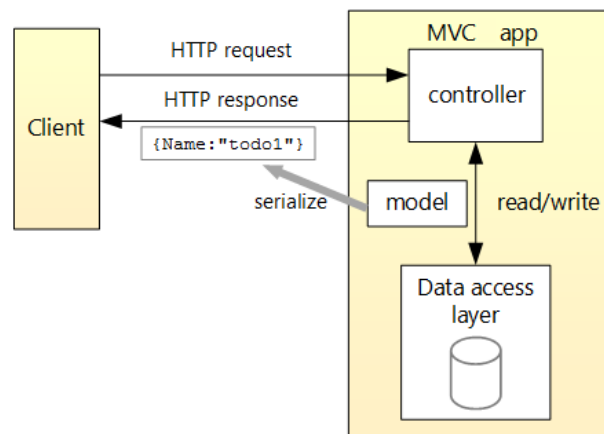 MVC app
HTTP request
controller
HTTP response
Client
{Name:"todo1"}
serialize
model
read/write
Data access
layer